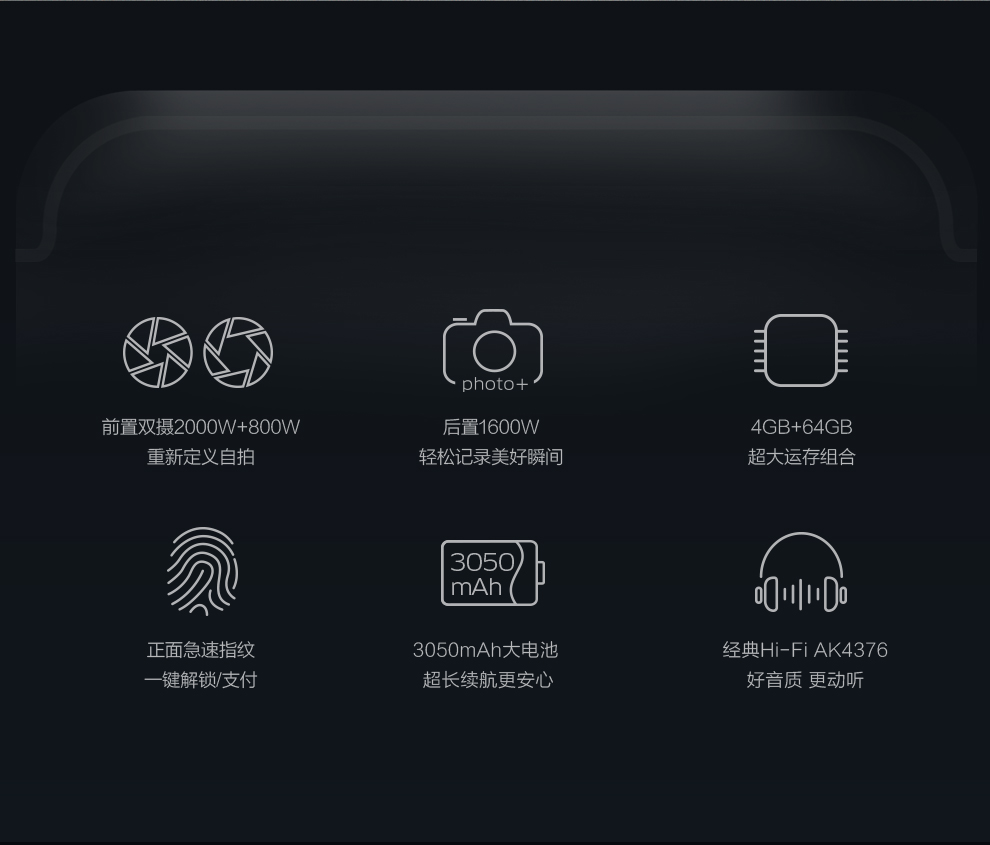 photo+
前置双摄2000W+800W
重新定义自拍
后置1600W
轻松记录美好瞬间
4GB+64GB
超大运存组合
3050
mAh
正面急速指纹
一键解锁/支付
3050mAh大电池
超长续航更安心
经典Hi-Fi AK4376
好音质 更动听